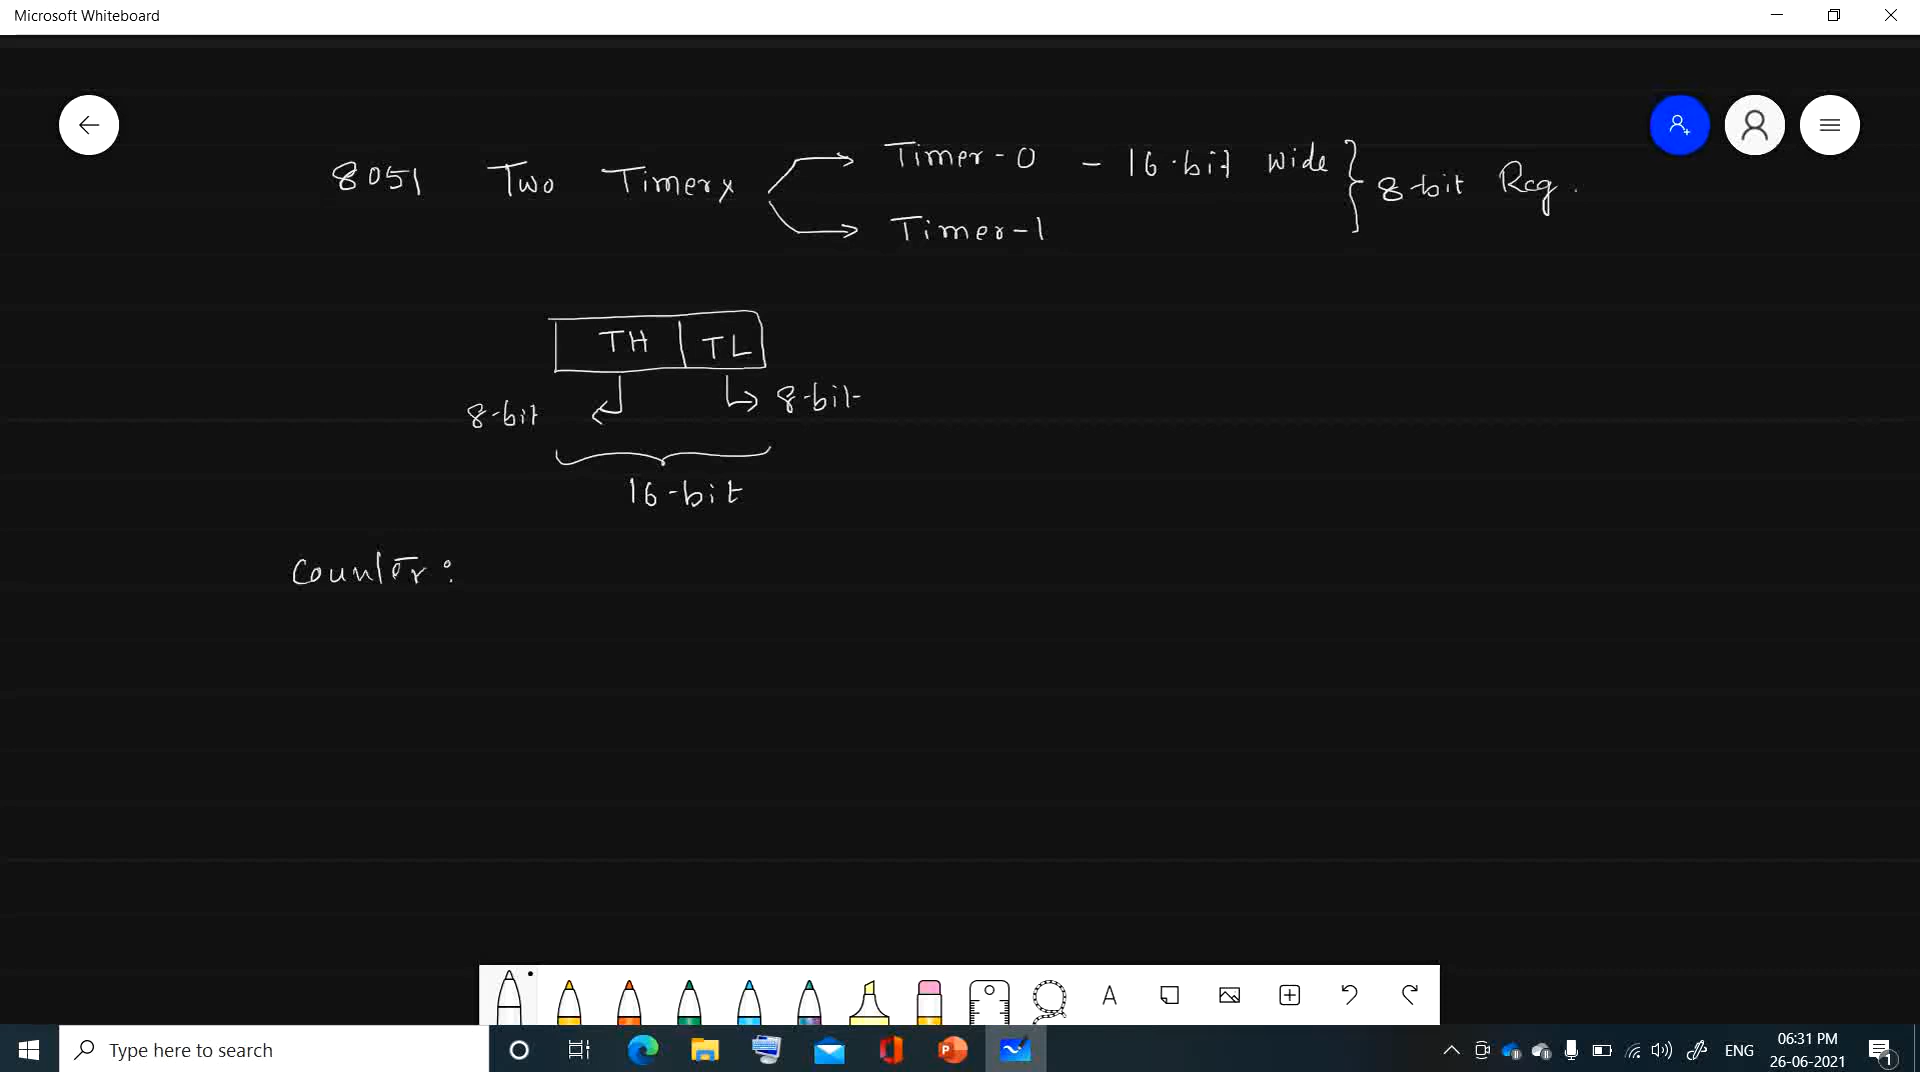 Microsoft Whiteboard
8051 Two Timers
Timer-0 - 16-bit wide
Timer-1
8-bit Reg.
TH TL
8-bit
8-bit
16-bit
Counter:
A
Type here to search
ENG
06:31 PM
26-06-2021
1